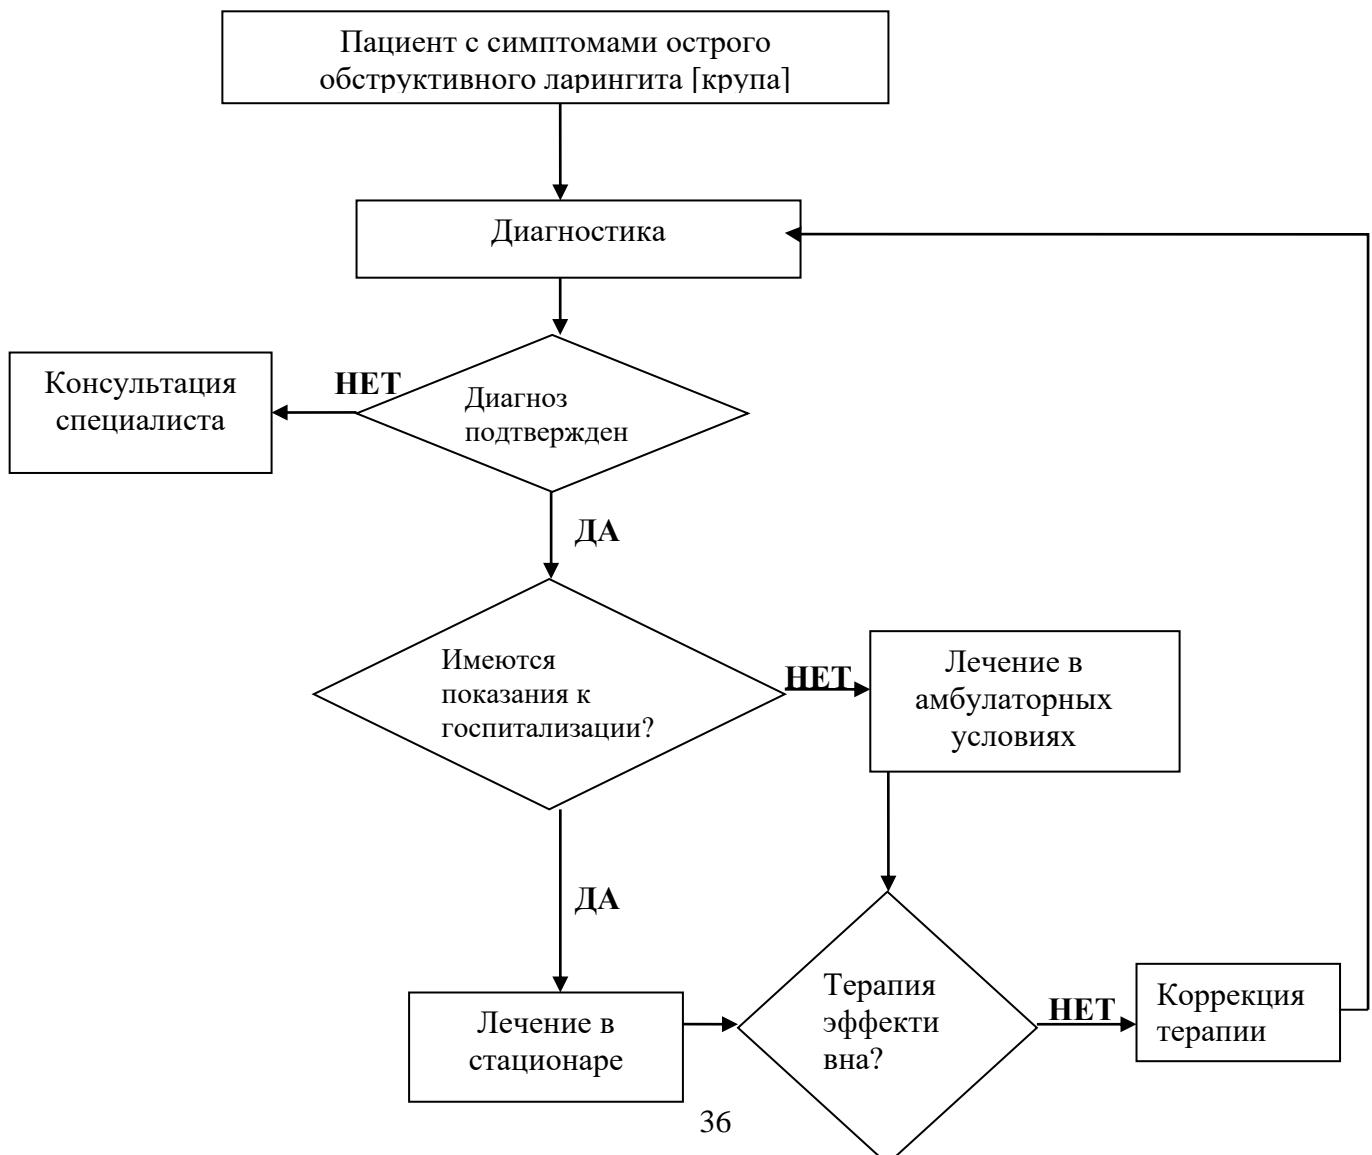 Пациент с симптомами острого
обструктивного ларингита [крупа]
Диагностика
Консультация
специалиста
НЕТ
Диагноз
подтвержден
ДА
Имеются
показания к
госпитализации?
НЕТ
Лечение в
амбулаторных
условиях
ДА
Лечение в
стационаре
Терапия
эффекти
вна?
НЕТ
Коррекция
терапии
36